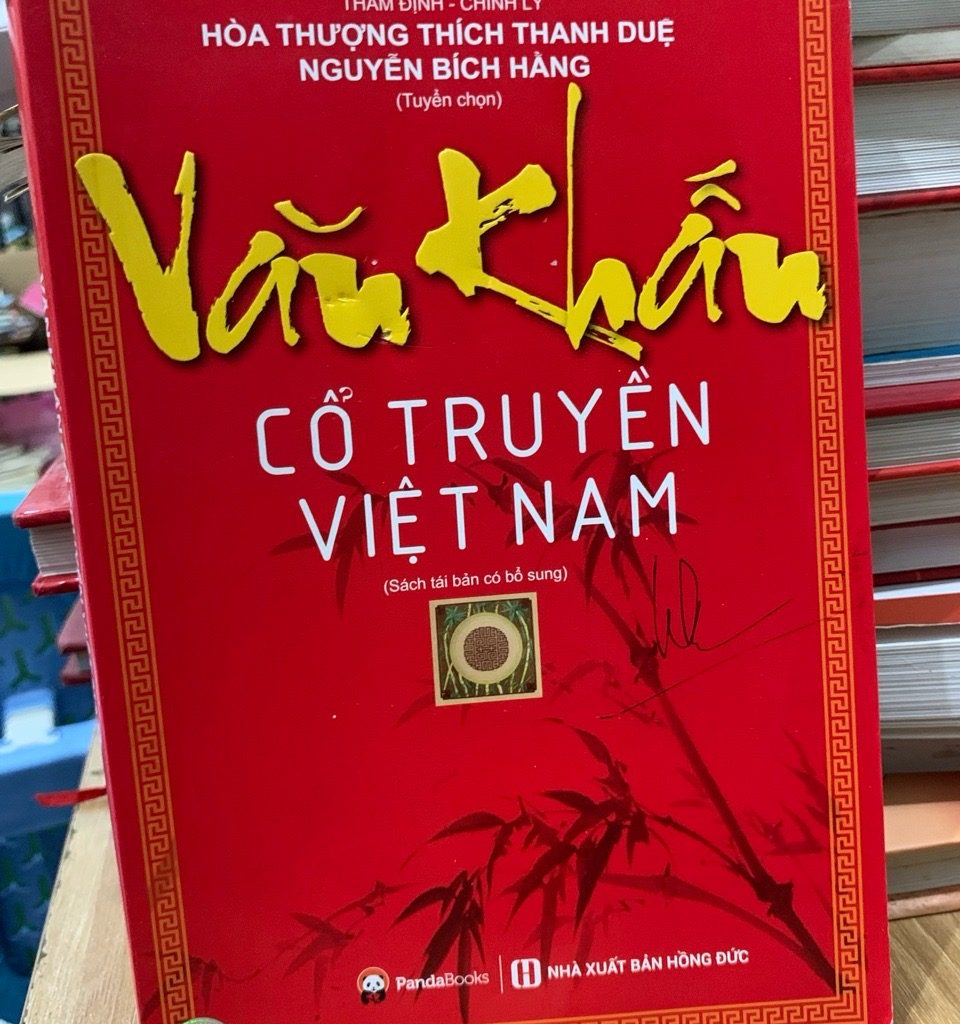 THẨM ĐỊNH - CHỈNH LÝ
HÒA THƯỢNG THÍCH THANH DUỆ
NGUYỄN BÍCH HẰNG
(Tuyển chọn)
Văn Khấn
CỔ TRUYỀN
VIỆT NAM
(Sách tái bản có bổ sung)
PandaBooks
NHÀ XUẤT BẢN HỒNG ĐỨC